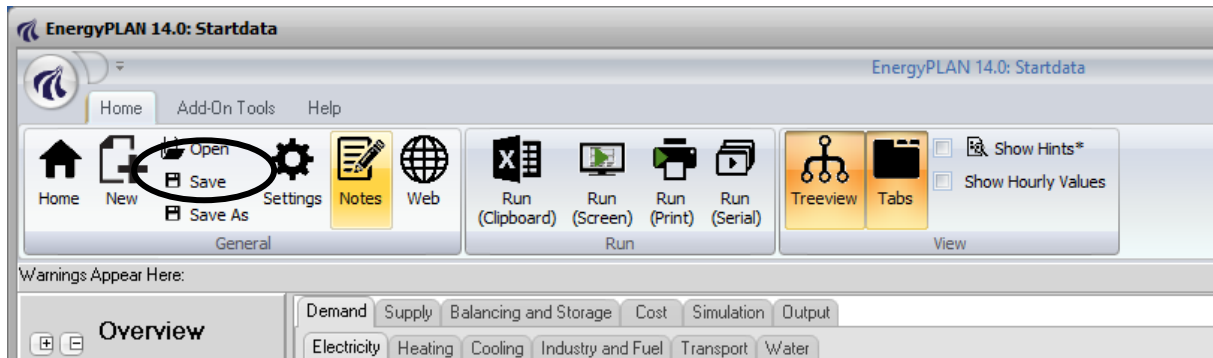 EnergyPLAN 14.0: Startdata
EnergyPLAN 14.0: Startdata
Home Add-On Tools Help
Open
Save
Save As
Home New Settings Notes Web
Run (Clipboard)
Run (Screen)
Run (Print)
Run (Serial)
Treeview Tabs
Show Hints*
Show Hourly Values
General Run View
Warnings Appear Here:
Overview
Demand Supply Balancing and Storage Cost Simulation Output
Electricity Heating Cooling Industry and Fuel Transport Water